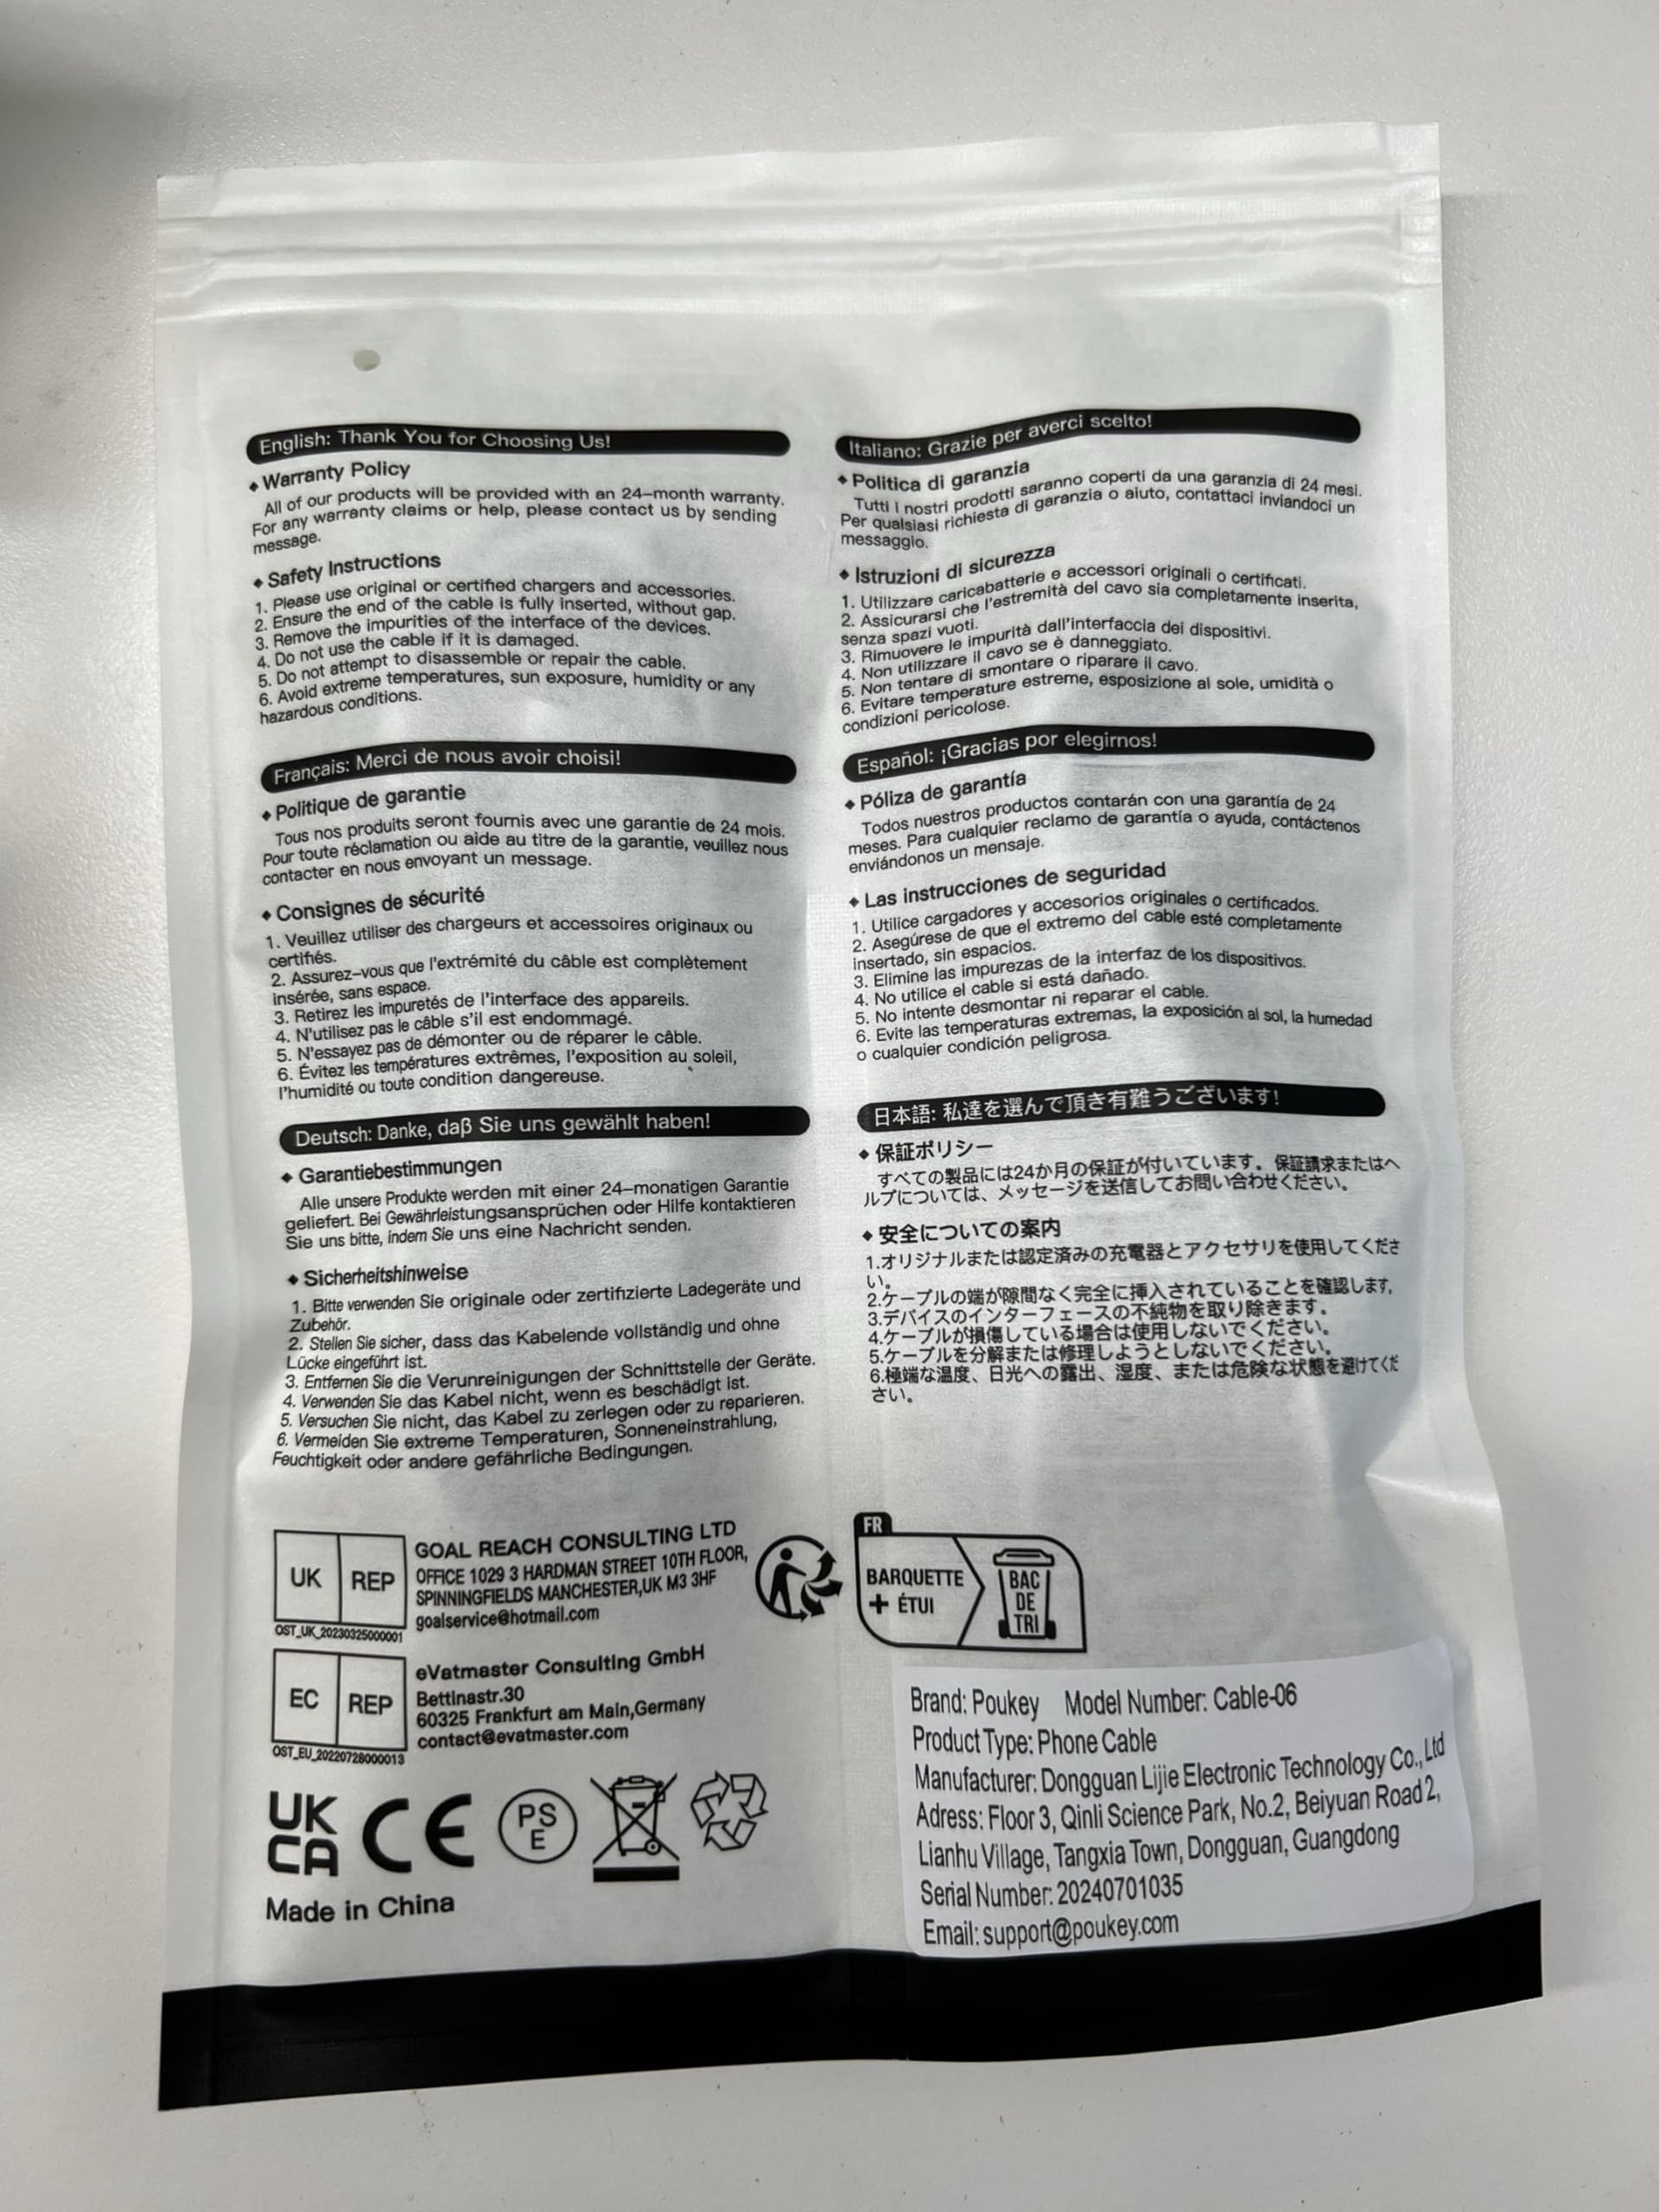 English: Thank You for Choosing Us!
◆ Warranty Policy
All of our products will be provided with an 24-month warranty.
For any warranty claims or help, please contact us by sending
message.
◆ Safety Instructions
1. Please use original or certified chargers and accessories.
2. Ensure the end of the cable is fully inserted, without gap.
3. Remove the impurities of the interface of the devices.
4. Do not use the cable if it is damaged.
5. Do not attempt to disassemble or repair the cable.
6. Avoid extreme temperatures, sun exposure, humidity or any
hazardous conditions.
Français: Merci de nous avoir choisi!
◆ Politique de garantie
Tous nos produits seront fournis avec une garantie de 24 mois.
Pour toute réclamation ou aide au titre de la garantie, veuillez nous
contacter en nous envoyant un message.
◆ Consignes de sécurité
1. Veuillez utiliser des chargeurs et accessoires originaux ou
certifiés.
2. Assurez-vous que l'extrémité du câble est complètement
insérée, sans espace.
3. Retirez les impuretés de l'interface des appareils.
4. N'utilisez pas le câble s'il est endommagé.
5. N'essayez pas de démonter ou de réparer le câble.
6. Évitez les températures extrêmes, l'exposition au soleil,
l'humidité ou toute condition dangereuse.
Deutsch: Danke, daβ Sie uns gewählt haben!
◆ Garantiebestimmungen
Alle unsere Produkte werden mit einer 24-monatigen Garantie
geliefert. Bei Gewährleistungsansprüchen oder Hilfe kontaktieren
Sie uns bitte, indem Sie uns eine Nachricht senden.
◆ Sicherheitshinweise
1. Bitte verwenden Sie originale oder zertifizierte Ladegeräte und
Zubehör.
2. Stellen Sie sicher, dass das Kabelende vollständig und ohne
Lücke eingeführt ist.
3. Entfernen Sie die Verunreinigungen der Schnittstelle der Geräte.
4. Verwenden Sie das Kabel nicht, wenn es beschädigt ist.
5. Versuchen Sie nicht, das Kabel zu zerlegen oder zu reparieren.
6. Vermeiden Sie extreme Temperaturen, Sonneneinstrahlung,
Feuchtigkeit oder andere gefährliche Bedingungen.
Italiano: Grazie per averci scelto!
◆ Politica di garanzia
Tutti i nostri prodotti saranno coperti da una garanzia di 24 mesi.
Per qualsiasi richiesta di garanzia o aiuto, contattaci inviandoci un
messaggio.
◆ Istruzioni di sicurezza
1. Utilizzare caricabatterie e accessori originali o certificati.
2. Assicurarsi che l'estremità del cavo sia completamente inserita,
senza spazi vuoti.
3. Rimuovere le impurità dall'interfaccia dei dispositivi.
4. Non utilizzare il cavo se è danneggiato.
5. Non tentare di smontare o riparare il cavo.
6. Evitare temperature estreme, esposizione al sole, umidità o
condizioni pericolose.
Español: ¡Gracias por elegirnos!
◆ Póliza de garantía
Todos nuestros productos contarán con una garantía de 24
meses. Para cualquier reclamo de garantía o ayuda, contáctenos
enviándonos un mensaje.
◆ Las instrucciones de seguridad
1. Utilice cargadores y accesorios originales o certificados.
2. Asegúrese de que el extremo del cable esté completamente
insertado, sin espacios.
3. Elimine las impurezas de la interfaz de los dispositivos.
4. No utilice el cable si está dañado.
5. No intente desmontar ni reparar el cable.
6. Evite las temperaturas extremas, la exposición al sol, la humedad
o cualquier condición peligrosa.
日本語: 私達を選んで頂き有難うございます!
◆ 保証ポリシー
すべての製品には24か月の保証が付いています。保証請求またはヘ
ルプについては、メッセージを送信してお問い合わせください。
◆ 安全についての案内
1.オリジナルまたは認定済みの充電器とアクセサリを使用してくださ
い。
2.ケーブルの端が隙間なく完全に挿入されていることを確認します。
3.デバイスのインターフェースの不純物を取り除きます。
4.ケーブルが損傷している場合は使用しないでください。
5.ケーブルを分解または修理しようとしないでください。
6.極端な温度、日光への露出、湿度、または危険な状態を避けてくだ
さい。
UK REP
OST_UK_20230325000001
GOAL REACH CONSULTING LTD
OFFICE 1029 3 HARDMAN STREET 10TH FLOOR,
SPINNINGFIELDS MANCHESTER,UK M3 3HF
goalservice@hotmail.com
FR
BARQUETTE
+ ÉTUI
BAC
DE
TRI
EC REP
OST_EU_20220728000013
eVatmaster Consulting GmbH
Bettinastr.30
60325 Frankfurt am Main,Germany
contact@evatmaster.com
UK
CA
CE
PS
E
Made in China
Brand: Poukey Model Number: Cable-06
Product Type: Phone Cable
Manufacturer: Dongguan Lijie Electronic Technology Co., Ltd
Adress: Floor 3, Qinli Science Park, No.2, Beiyuan Road 2,
Lianhu Village, Tangxia Town, Dongguan, Guangdong
Serial Number: 20240701035
Email: support@poukey.com